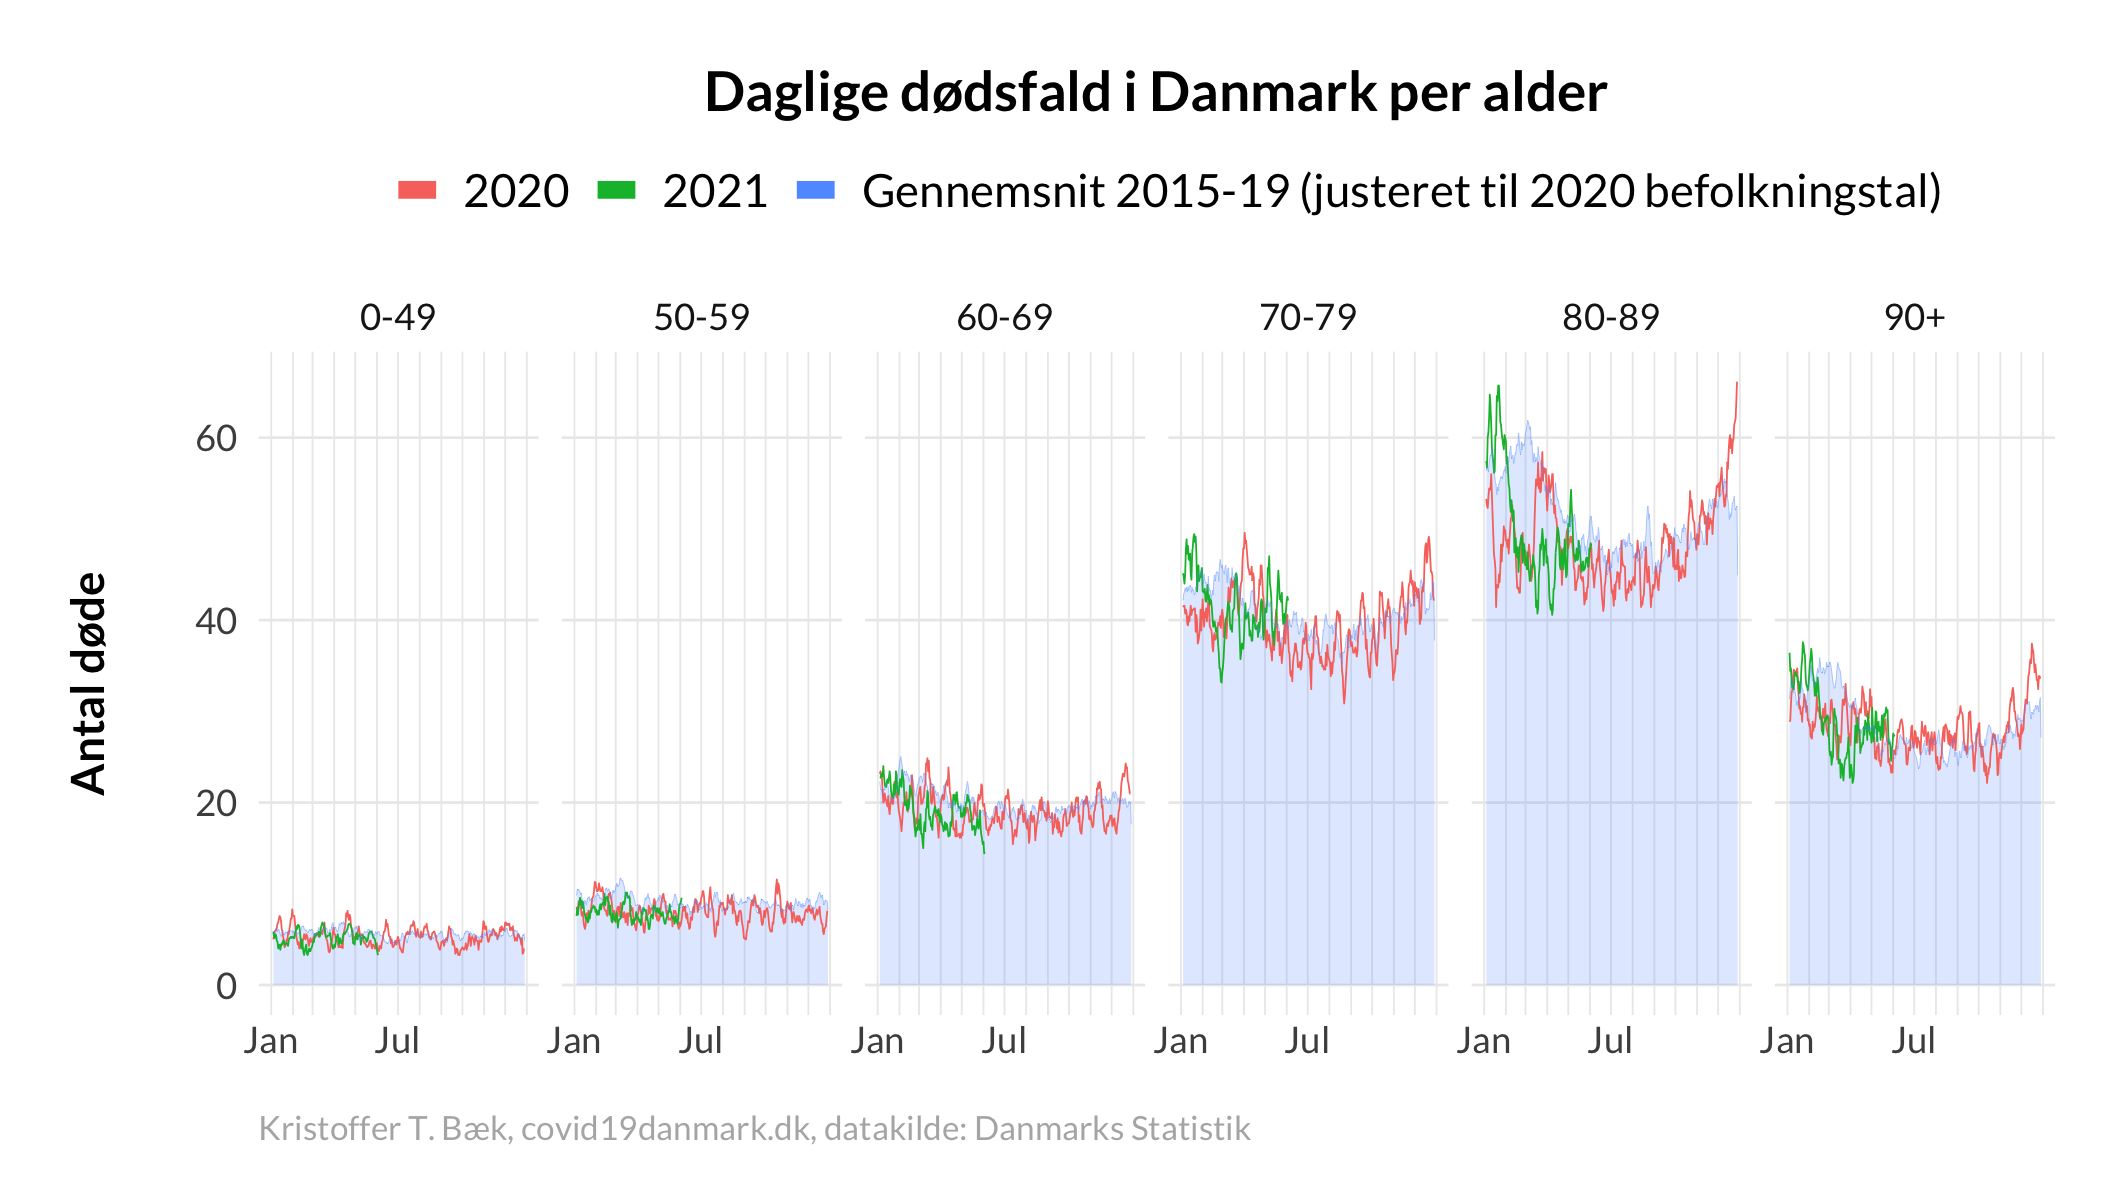 Daglige dødsfald i Danmark per alder
2020 2021 Gennemsnit 2015-19 (justeret til 2020 befolkningstal)
0-49 50-59 60-69 70-79 80-89 90+
Antal døde
60
40
20
0
Jan Jul Jan Jul Jan Jul Jan Jul Jan Jul Jan Jul
Kristoffer T. Bæk, covid19danmark.dk, datakilde: Danmarks Statistik